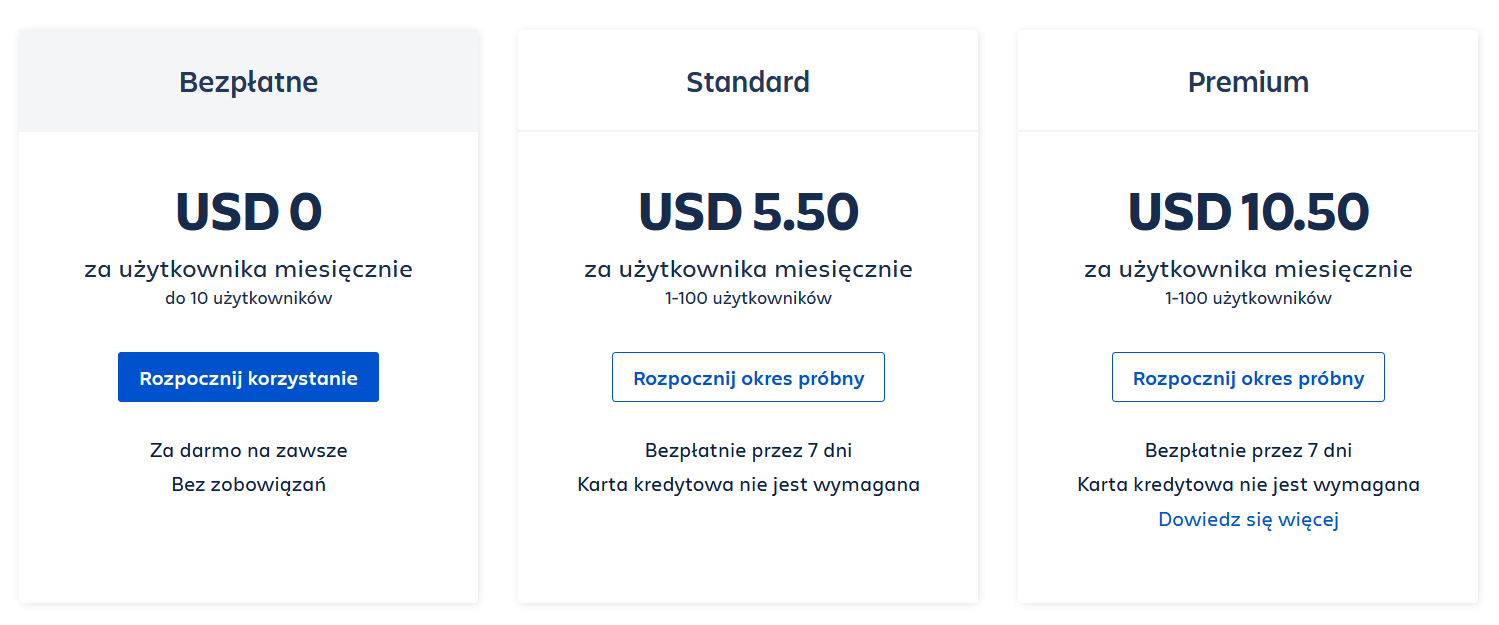 Bezpłatne
USD 0
za użytkownika miesięcznie
do 10 użytkowników
Rozpocznij korzystanie
Za darmo na zawsze
Bez zobowiązań
Standard
USD 5.50
za użytkownika miesięcznie
1-100 użytkowników
Rozpocznij okres próbny
Bezpłatnie przez 7 dni
Karta kredytowa nie jest wymagana
Premium
USD 10.50
za użytkownika miesięcznie
1-100 użytkowników
Rozpocznij okres próbny
Bezpłatnie przez 7 dni
Karta kredytowa nie jest wymagana
Dowiedz się więcej